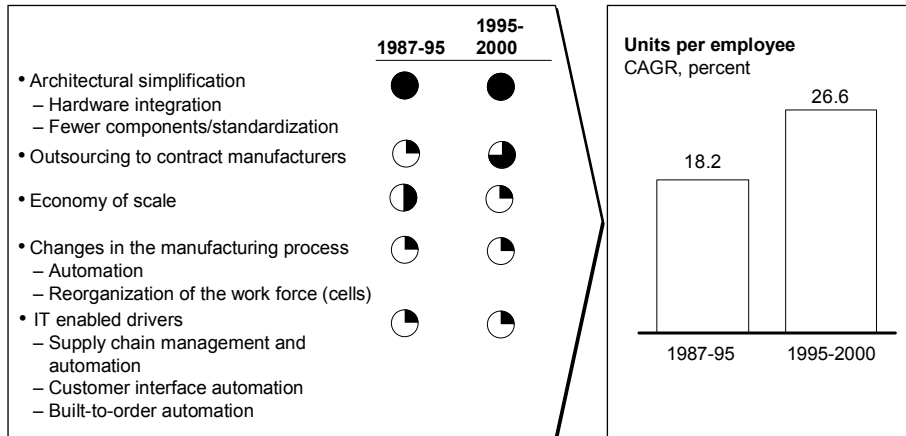 1987-95
1995-
2000
• Architectural simplification
– Hardware integration
– Fewer components/standardization
• Outsourcing to contract manufacturers
• Economy of scale
• Changes in the manufacturing process
– Automation
– Reorganization of the work force (cells)
• IT enabled drivers
– Supply chain management and
automation
– Customer interface automation
– Built-to-order automation
Units per employee
CAGR, percent
18.2
26.6
1987-95
1995-2000